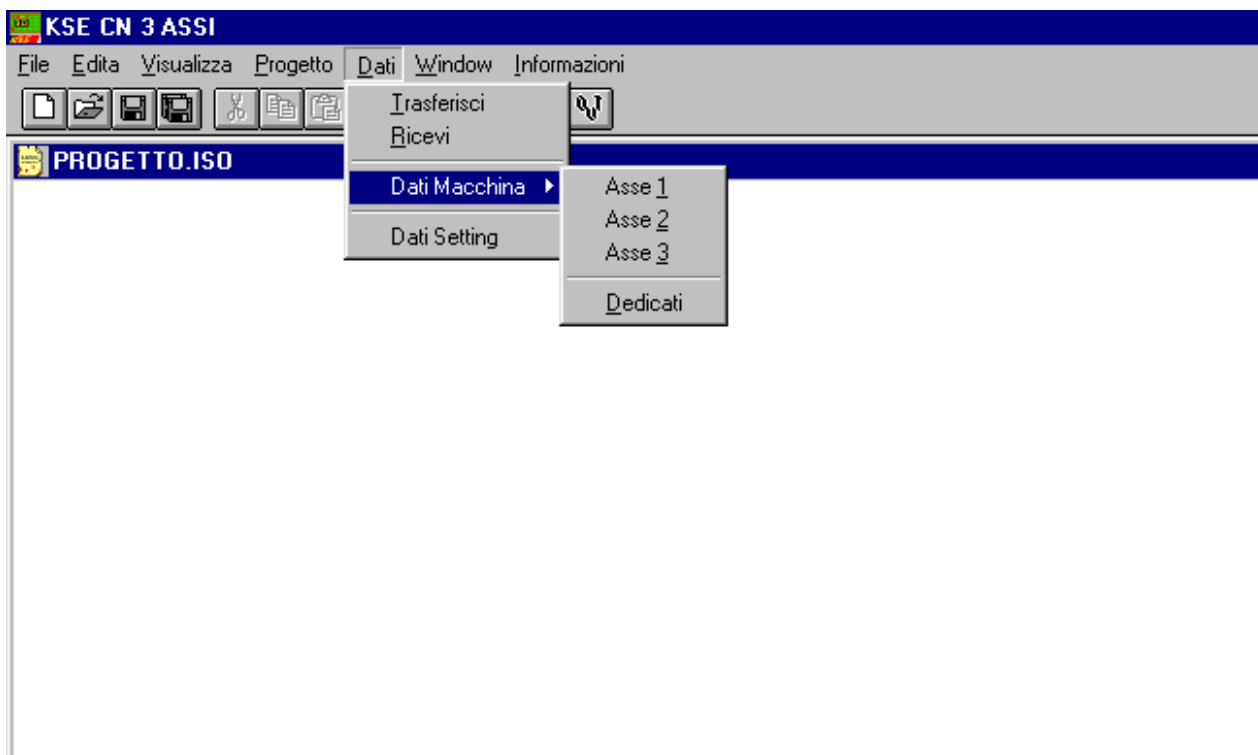 KSE CN 3 ASSI
File Edita Visualizza Progetto Dati Window Informazioni
PROGETTO.ISO
Trasferisci
Ricevi
Dati Macchina
Dati Setting
Asse 1
Asse 2
Asse 3
Dedicati